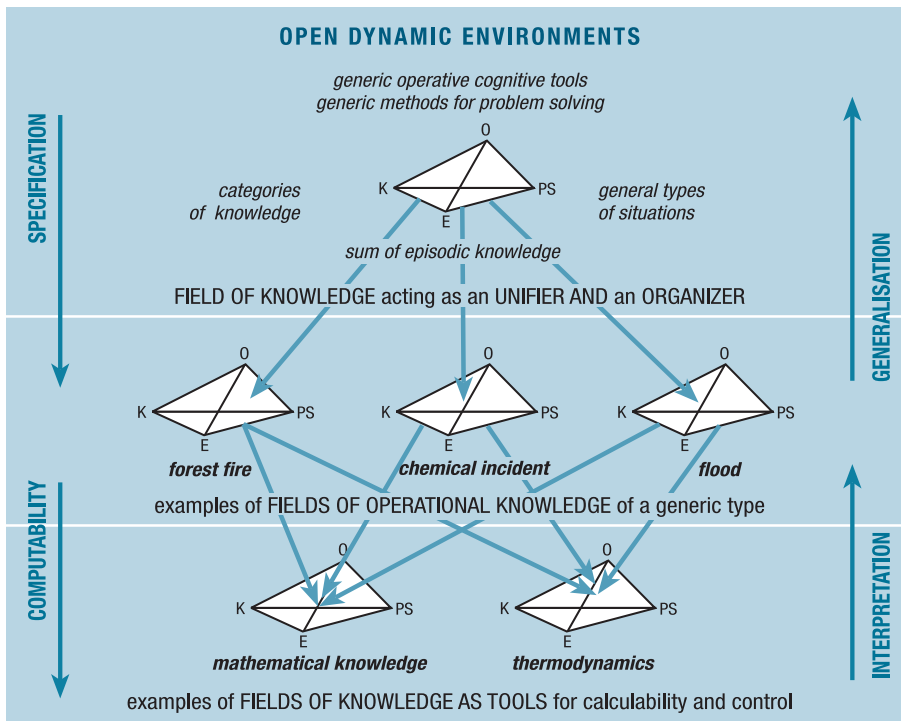 OPEN DYNAMIC ENVIRONMENTS
generic operative cognitive tools
generic methods for problem solving
SPECIFICATION
O
K
PS
E
categories
of knowledge
general types
of situations
sum of episodic knowledge
FIELD OF KNOWLEDGE acting as an UNIFIER AND an ORGANIZER
GENERALISATION
O
K
PS
E
forest fire
O
K
PS
E
chemical incident
O
K
PS
E
flood
examples of FIELDS OF OPERATIONAL KNOWLEDGE of a generic type
COMPUTABILITY
O
K
PS
E
mathematical knowledge
O
K
PS
E
thermodynamics
INTERPRETATION
examples of FIELDS OF KNOWLEDGE AS TOOLS for calculability and control